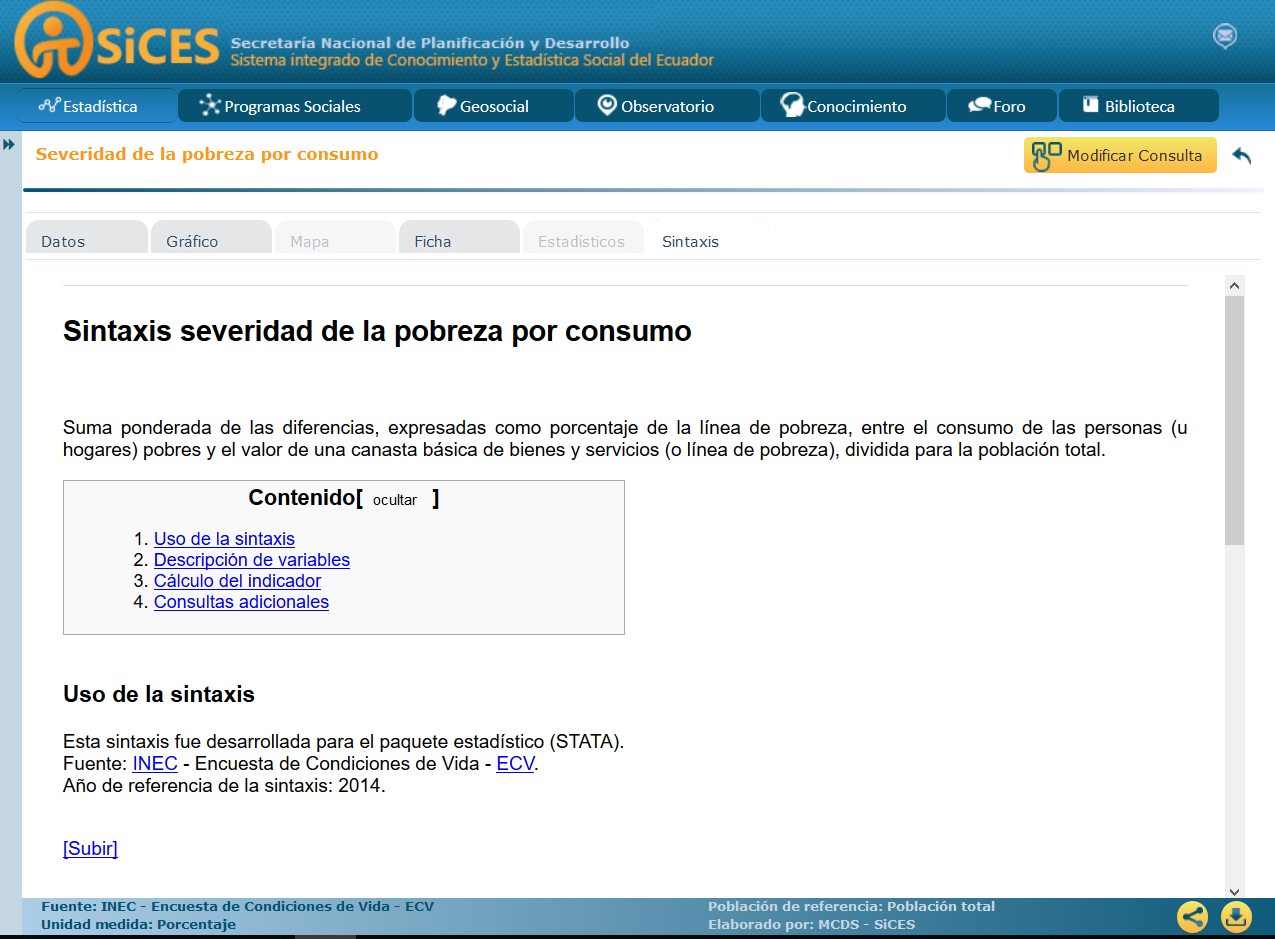 SiCES
Secretaría Nacional de Planificación y Desarrollo
Sistema integrado de Conocimiento y Estadística Social del Ecuador
Estadística
Programas Sociales
Geosocial
Observatorio
Conocimiento
Foro
Biblioteca
Severidad de la pobreza por consumo
Modificar Consulta
Datos
Gráfico
Mapa
Ficha
Estadísticos
Sintaxis
Sintaxis severidad de la pobreza por consumo
Suma ponderada de las diferencias, expresadas como porcentaje de la línea de pobreza, entre el consumo de las personas (u
hogares) pobres y el valor de una canasta básica de bienes y servicios (o línea de pobreza), dividida para la población total.
Contenido[ ocultar ]
1. Uso de la sintaxis
2. Descripción de variables
3. Cálculo del indicador
4. Consultas adicionales
Uso de la sintaxis
Esta sintaxis fue desarrollada para el paquete estadístico (STATA).
Fuente: INEC - Encuesta de Condiciones de Vida - ECV.
Año de referencia de la sintaxis: 2014.
[Subir]
Fuente: INEC - Encuesta de Condiciones de Vida - ECV
Unidad medida: Porcentaje
Población de referencia: Población total
Elaborado por: MCDS - SiCES